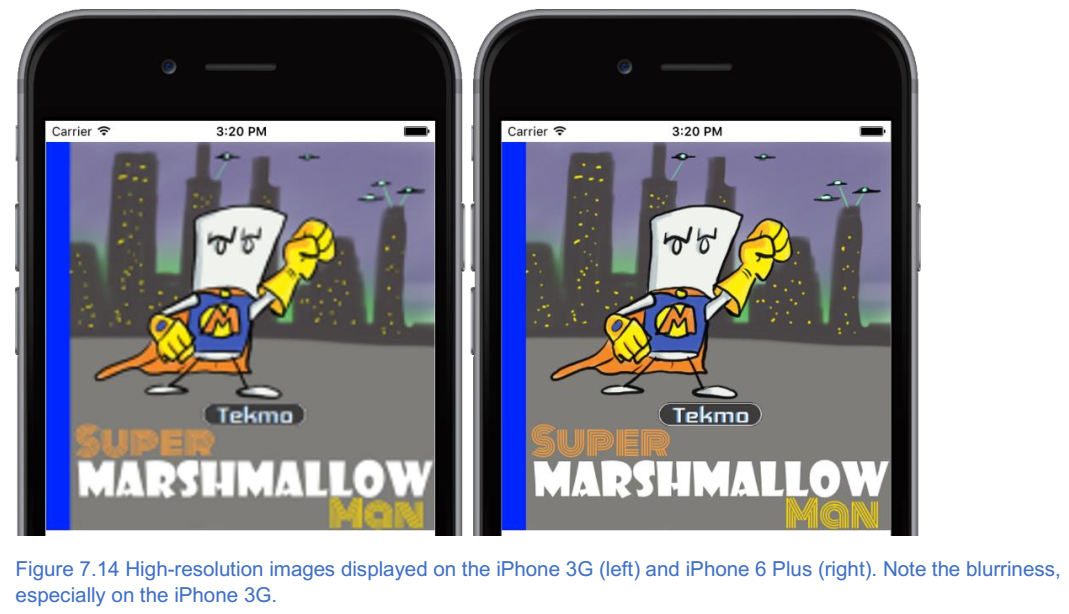 Carrier 3:20 PM
M
Tekmo
SUPER
MARSHMALLOW
MAN
Carrier 3:20 PM
M
Tekmo
SUPER
MARSHMALLOW
MAN
Figure 7.14 High-resolution images displayed on the iPhone 3G (left) and iPhone 6 Plus (right). Note the blurriness,
especially on the iPhone 3G.